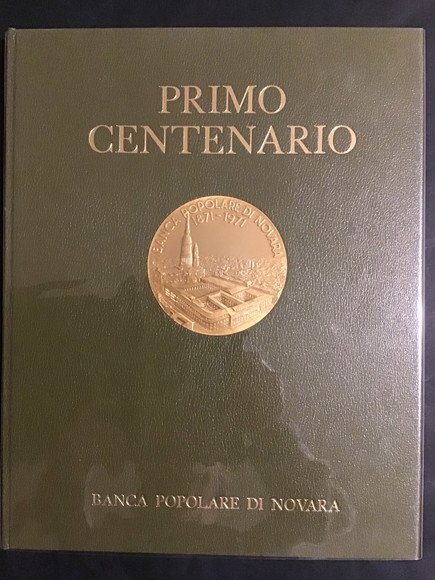 PRIMO
CENTENARIO
BANCA POPOLARE DI NOVARA
1871-1971
BANCA POPOLARE DI NOVARA